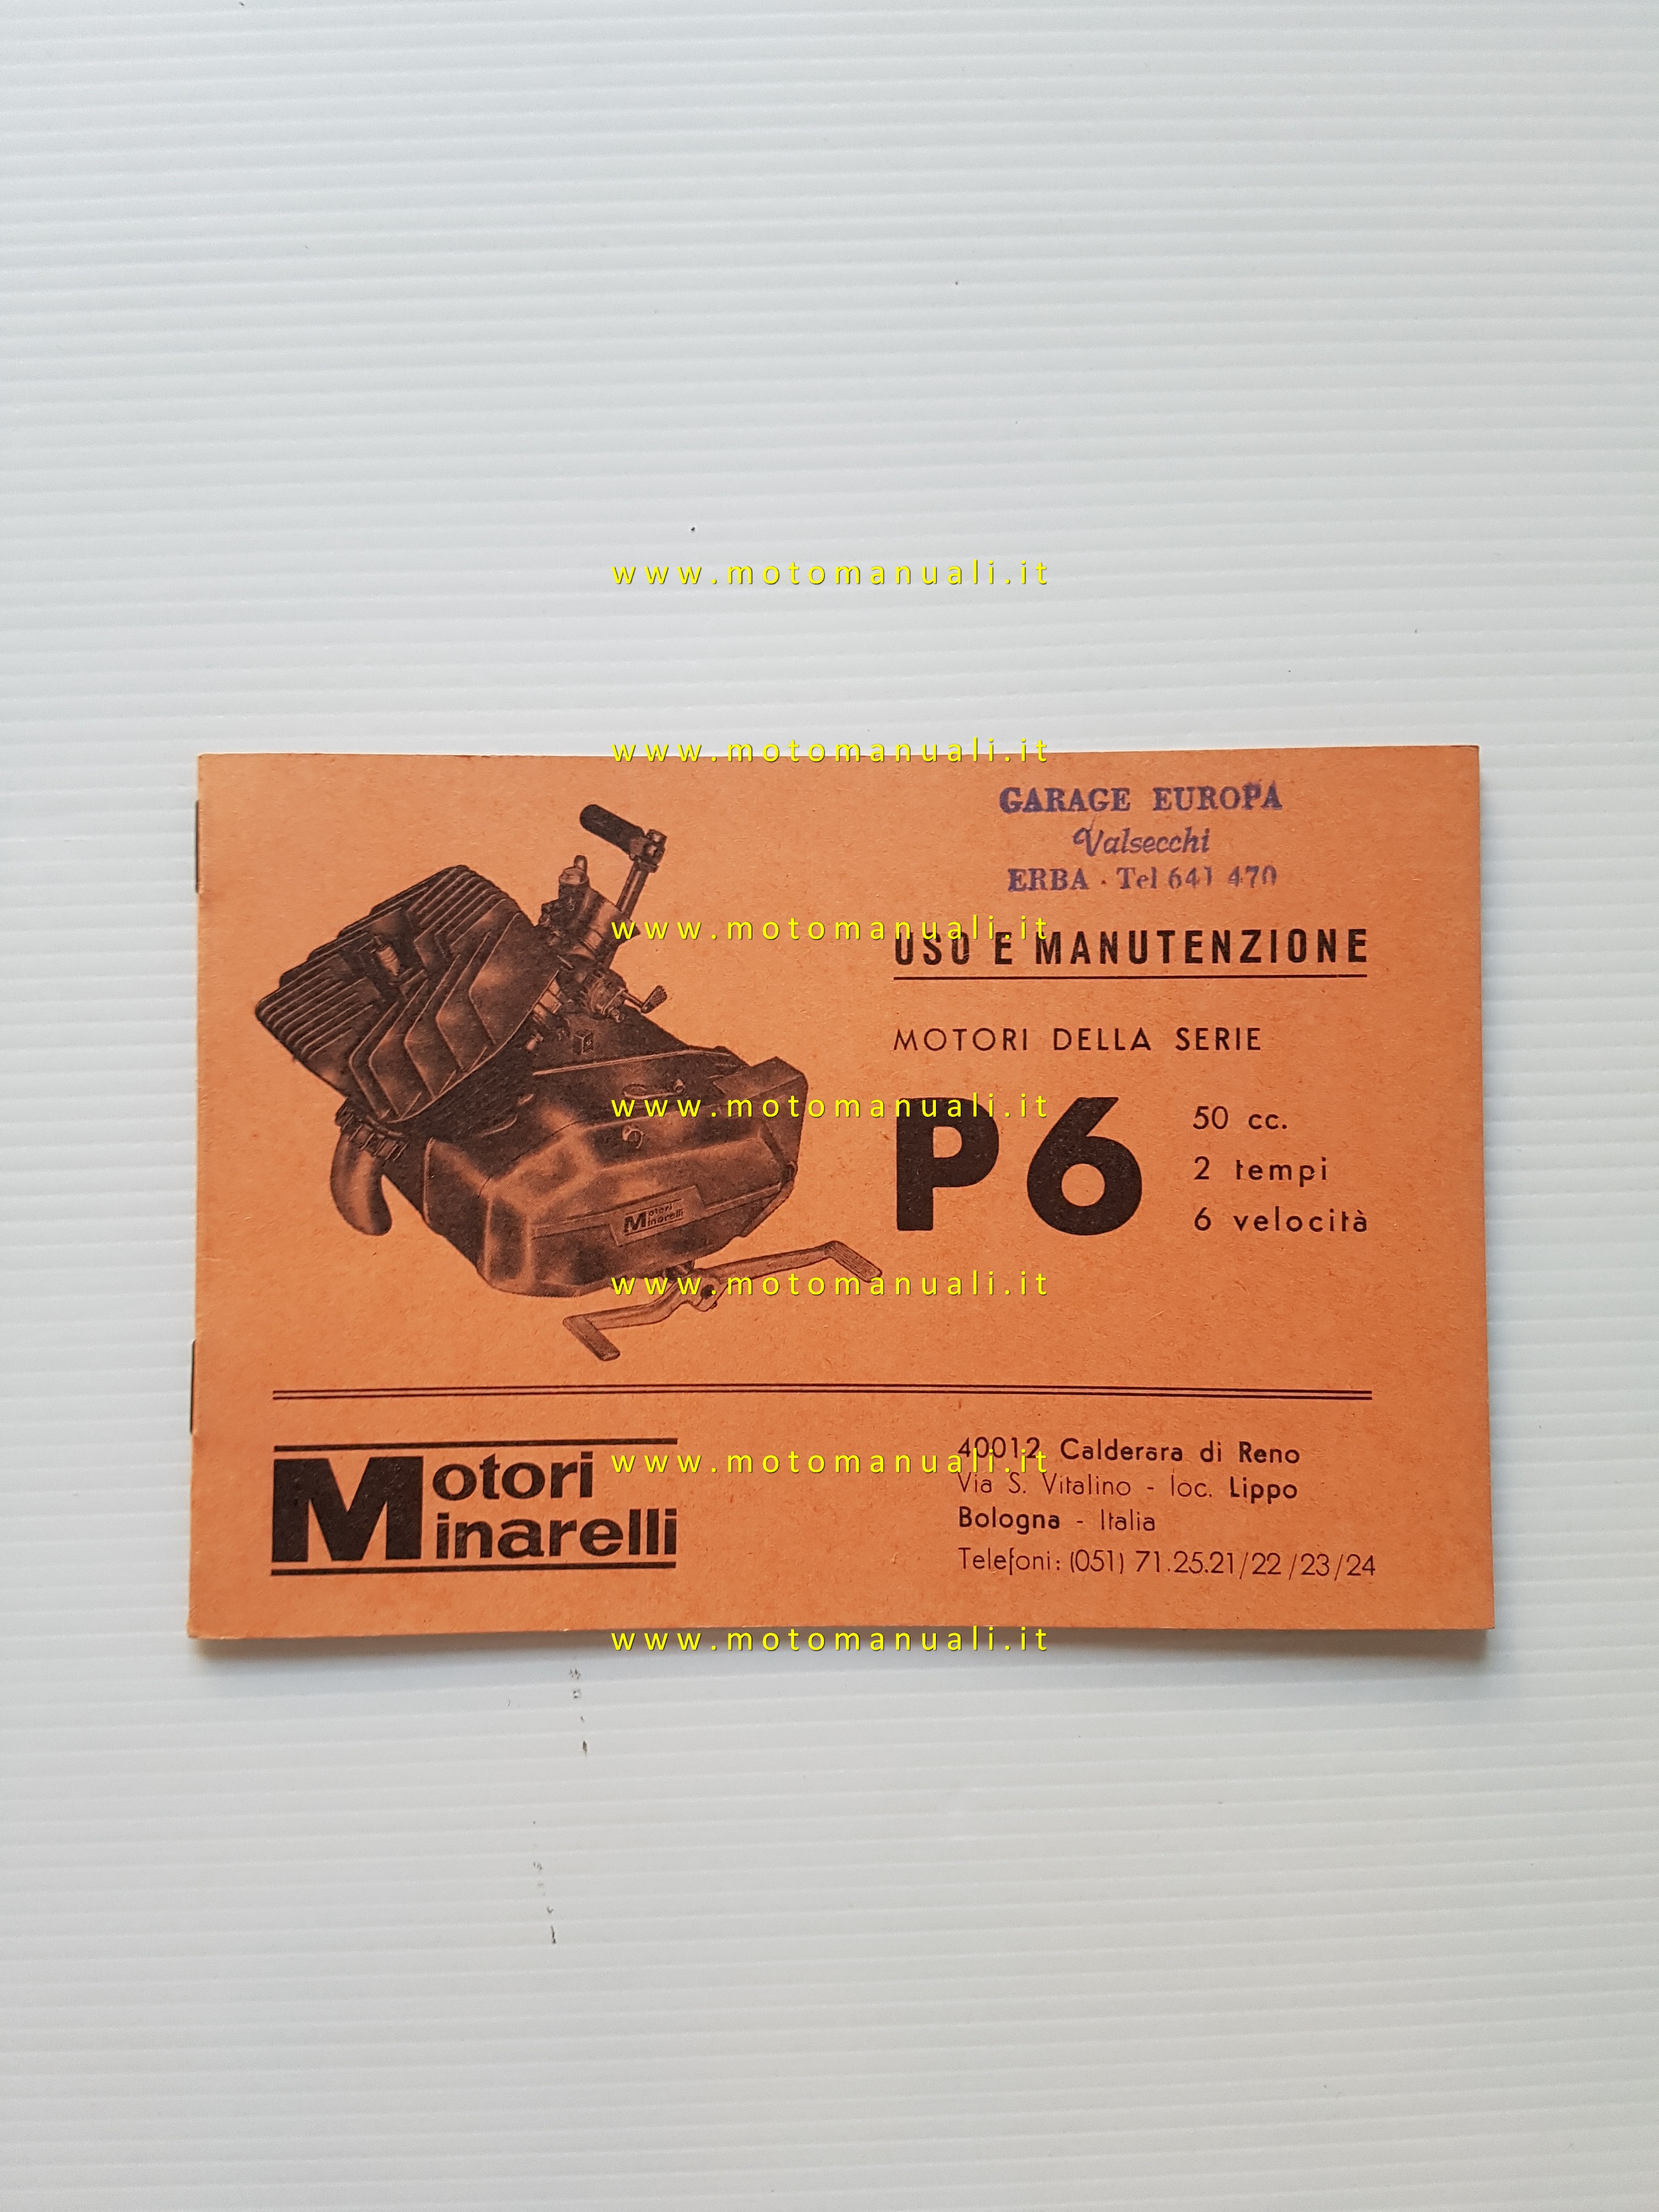 www.motomanuali.it
www.motomanuali.it
GARAGE EUROPA
Valsecchi
ERBA - Tel 641 470
www.motomanuali.it
USO E MANUTENZIONE
MOTORI DELLA SERIE
www.motomanuali.it
P6
50 cc.
2 tempi
6 velocità
Motori
Minarelli
www.motomanuali.it
Motori
Minarelli
www.motomanuali.it
40012 Calderara di Reno
Via S. Vitalino - loc. Lippo
Bologna - Italia
Telefoni: (051) 71.25.21/22/23/24
www.motomanuali.it